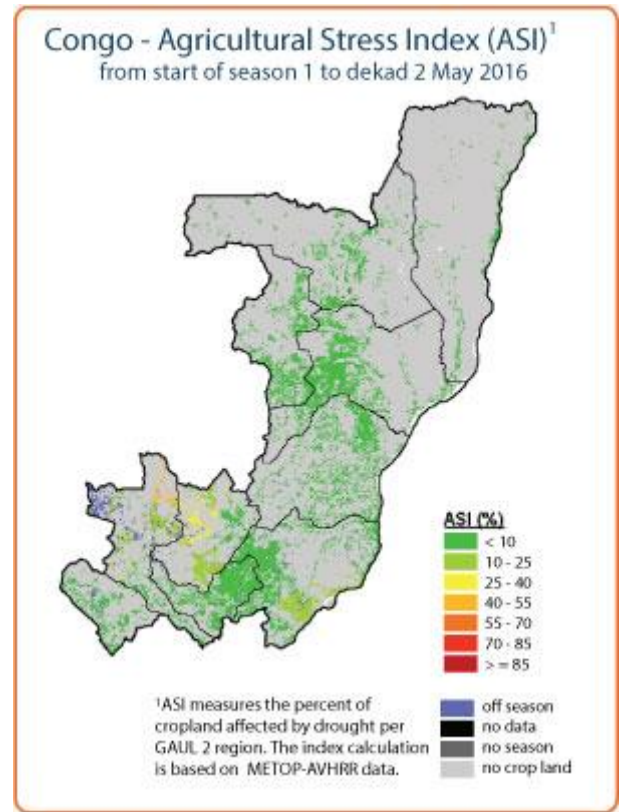 Congo - Agricultural Stress Index (ASI)¹
from start of season 1 to dekad 2 May 2016
ASI (%)
< 10
10 - 25
25 - 40
40 - 55
55 - 70
70 - 85
> = 85
¹ASI measures the percent of
cropland affected by drought per
GAUL 2 region. The index calculation
is based on METOP-AVHRR data.
off season
no data
no season
no crop land